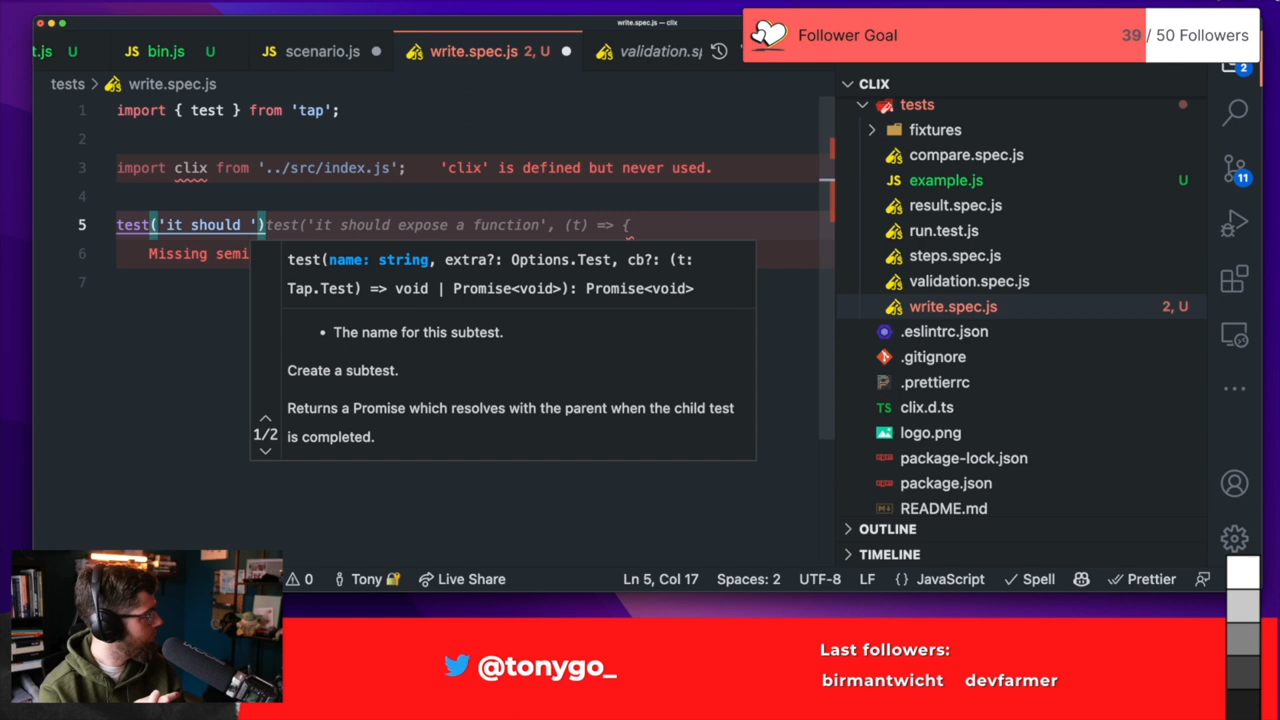 write.spec.js — clix
t.js U
JS bin.js U
JS scenario.js
write.spec.js 2, U
validation.sp
Follower Goal
39 / 50 Followers
tests > write.spec.js
1 import { test } from 'tap';
2
3 import clix from '../src/index.js'; 'clix' is defined but never used.
4
5 test('it should ')test('it should expose a function', (t) => {
6 Missing semi
7
test(name: string, extra?: Options.Test, cb?: (t:
Tap.Test) => void | Promise<void>): Promise<void>
• The name for this subtest.
Create a subtest.
Returns a Promise which resolves with the parent when the child test
is completed.
1/2
CLIX
tests
fixtures
compare.spec.js
JS example.js U
result.spec.js
run.test.js
steps.spec.js
validation.spec.js
write.spec.js 2, U
.eslintrc.json
.gitignore
.prettierrc
TS clix.d.ts
logo.png
package-lock.json
package.json
README.md
OUTLINE
TIMELINE
2
11
0
Tony
Live Share
Ln 5, Col 17
Spaces: 2
UTF-8
LF
{} JavaScript
Spell
Prettier
@tonygo_
Last followers:
birmantwicht devfarmer